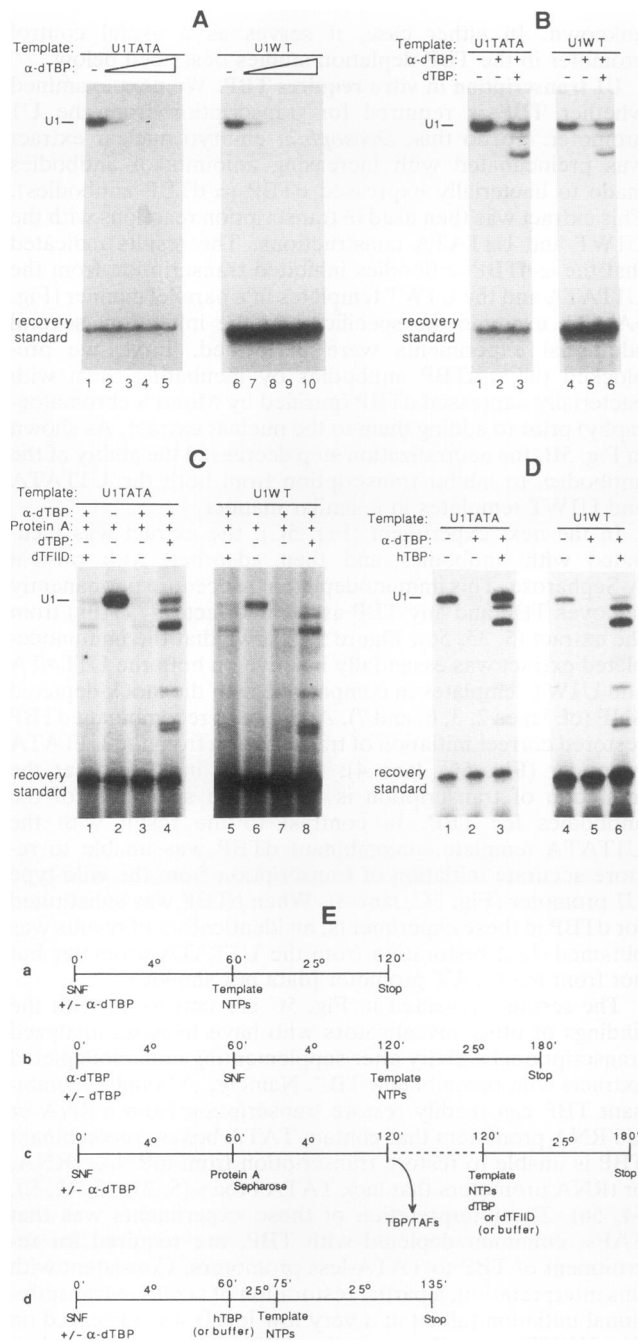 A
Template: U1TATA U1WT
α-dTBP: - -
U1
recovery standard
1 2 3 4 5 6 7 8 9 10
B
Template: U1TATA U1WT
α-dTBP: - + + - + +
dTBP: - - + - - +
U1
recovery standard
1 2 3 4 5 6
C
Template: U1TATA U1WT
α-dTBP: + - + + + - + +
Protein A: + + + + + + + +
dTBP: - - - + - - - +
dTFIID: + - - - + - - -
U1
recovery standard
1 2 3 4 5 6 7 8
D
Template: U1TATA U1WT
α-dTBP: - + + - + +
hTBP: - - + - - +
U1
recovery standard
1 2 3 4 5 6
E
a
0' 4° 60' 25° 120'
SNF +/- α-dTBP Template NTPs Stop
b
0' 4° 60' 4° 120' 25° 180'
α-dTBP +/- dTBP SNF Template NTPs Stop
c
0' 4° 60' 4° 120' 120' 25° 180'
SNF +/- α-dTBP Protein A Sepharose TBP/TAFs Template NTPs dTBP or dTFIID (or buffer) Stop
d
0' 4° 60' 25° 75' 25° 135'
SNF +/- α-dTBP hTBP (or buffer) Template NTPs Stop